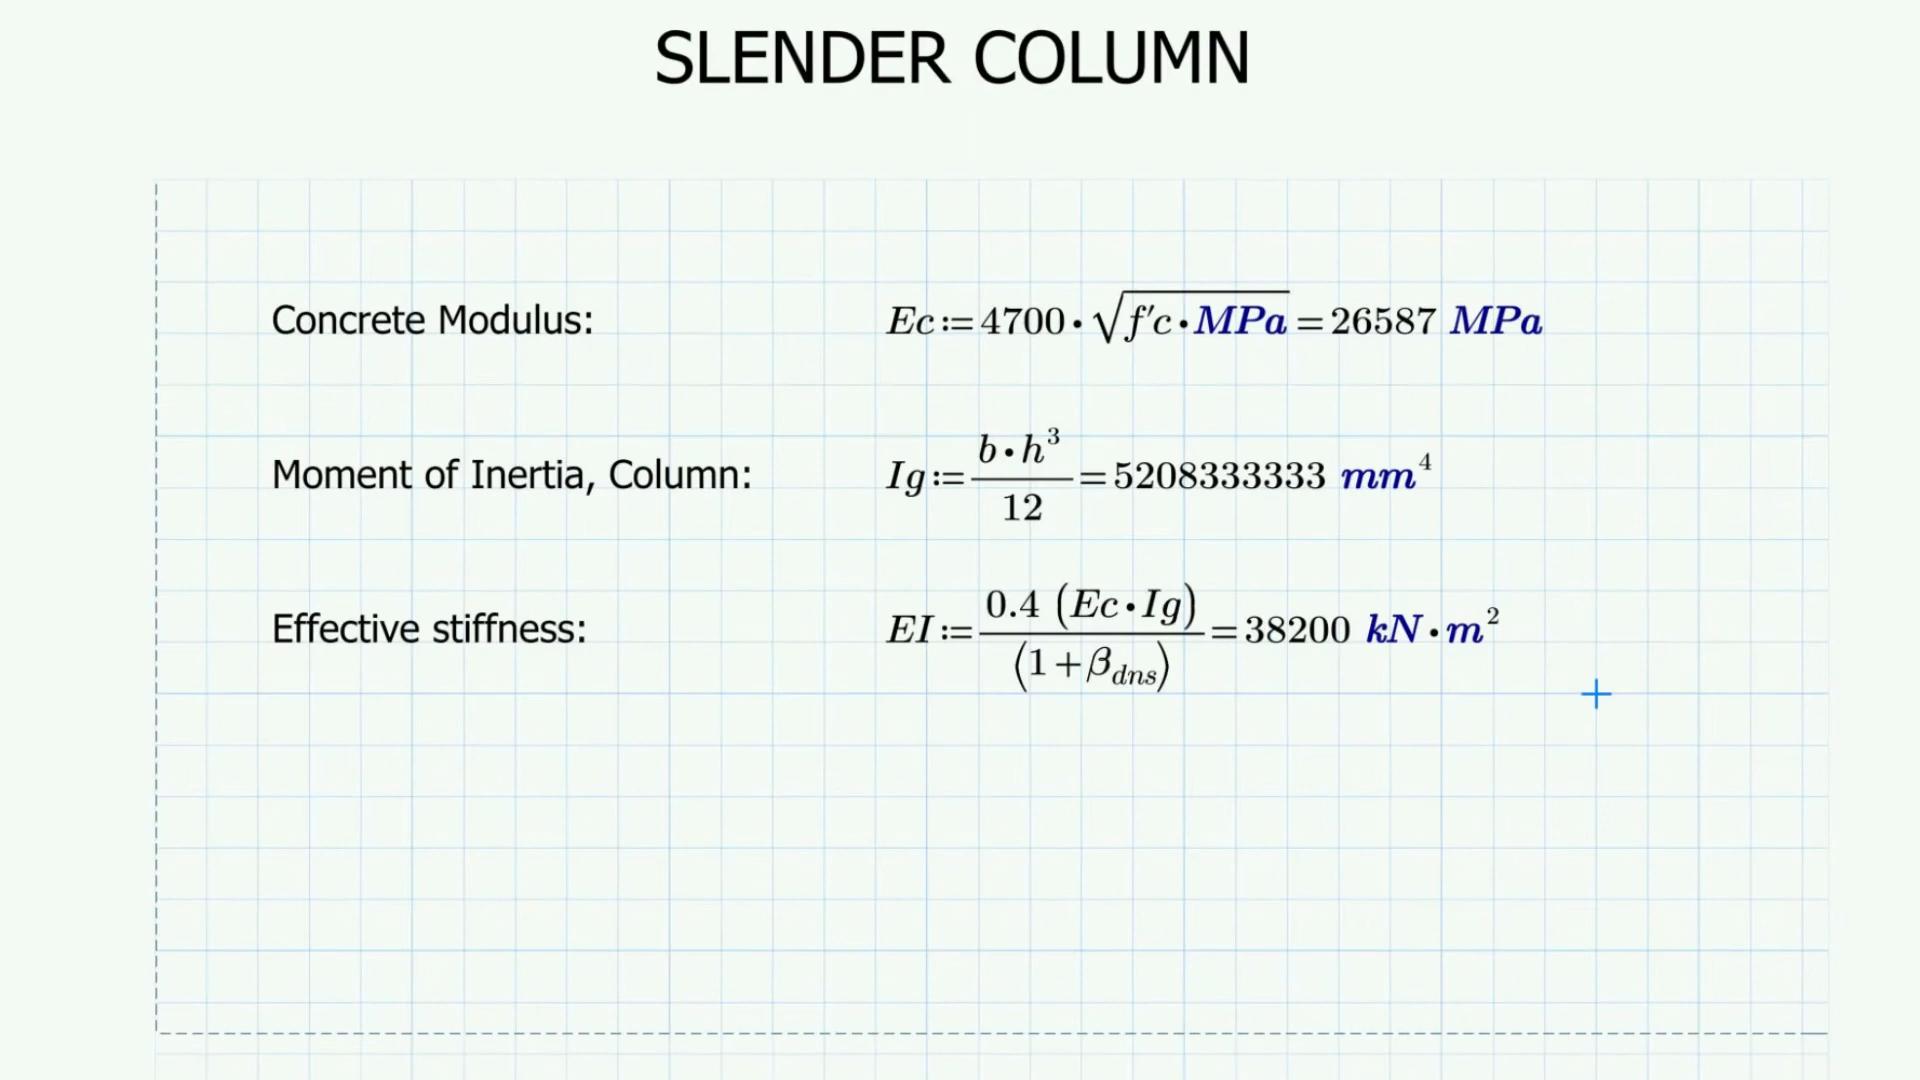 SLENDER COLUMN
Concrete Modulus: Ec := 4700 · √(f'c · MPa) = 26587 MPa
Moment of Inertia, Column: Ig := (b · h³) / 12 = 5208333333 mm⁴
Effective stiffness: EI := 0.4 (Ec · Ig) / (1 + β_dns) = 38200 kN · m²